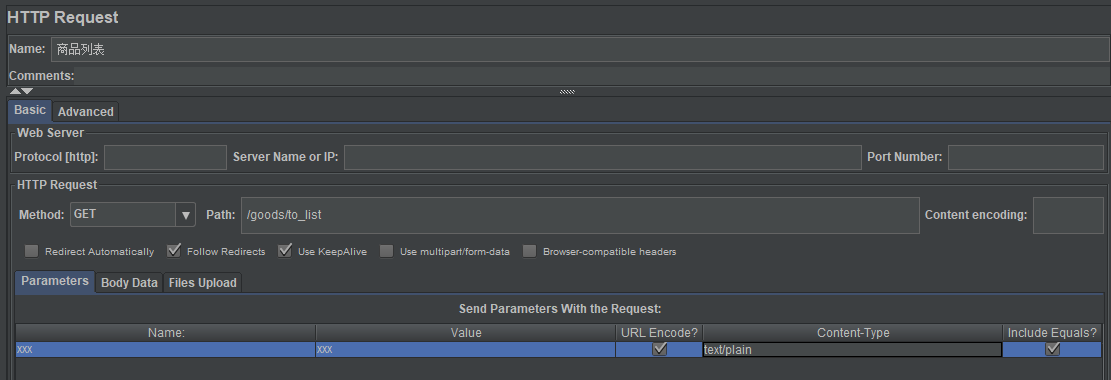 HTTP Request
Name: 商品列表
Comments:
Basic Advanced
Web Server
Protocol [http]: Server Name or IP: Port Number:
HTTP Request
Method: GET Path: /goods/to_list Content encoding:
Redirect Automatically Follow Redirects Use KeepAlive Use multipart/form-data Browser-compatible headers
Parameters Body Data Files Upload
Send Parameters With the Request:
Name: Value URL Encode? Content-Type Include Equals?
xxx xxx text/plain